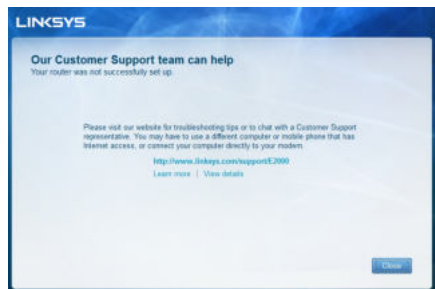 LINKSYS
Our Customer Support team can help
Your router was not successfully set up.
Please visit our website for troubleshooting tips or to chat with a Customer Support
representative. You may have to use a different computer or mobile phone that has
Internet access, or connect your computer directly to your modem.
http://www.linksys.com/support/E2000
Learn more | View details
Close